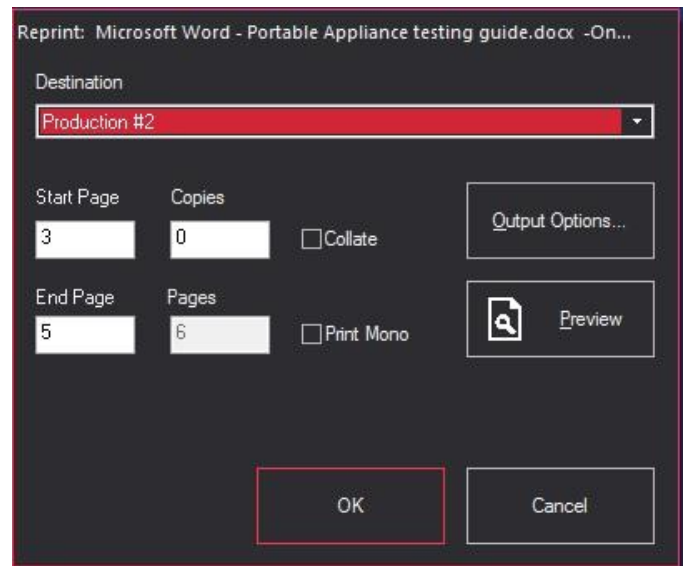 Reprint: Microsoft Word - Portable Appliance testing guide.docx -On...
Destination
Production #2
Start Page Copies
3 0 Collate
Output Options...
End Page Pages
5 6 Print Mono
Preview
OK Cancel